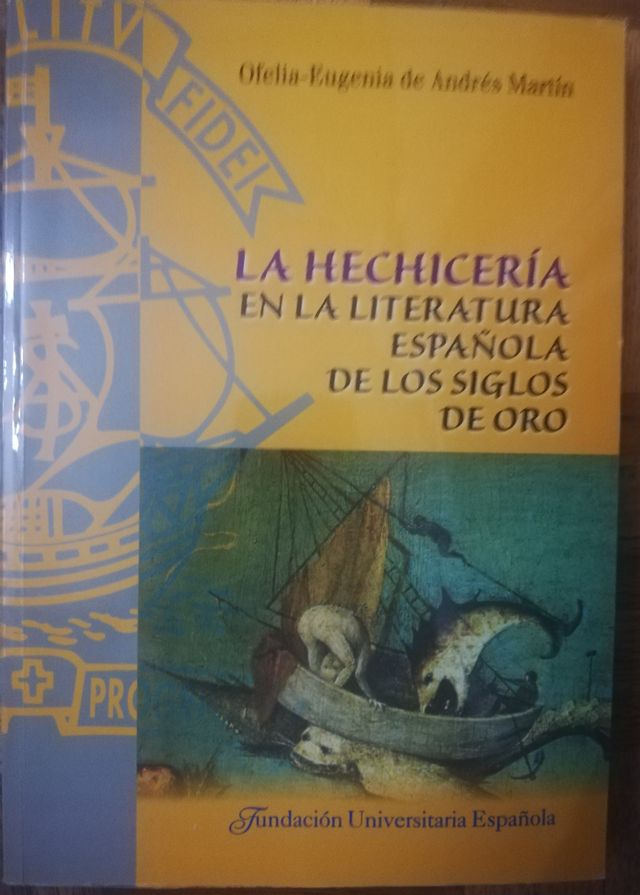 Ofelia-Eugenia de Andrés Martín
FIDEI
LA HECHICERÍA
EN LA LITERATURA
ESPAÑOLA
DE LOS SIGLOS
DE ORO
Fundación Universitaria Española